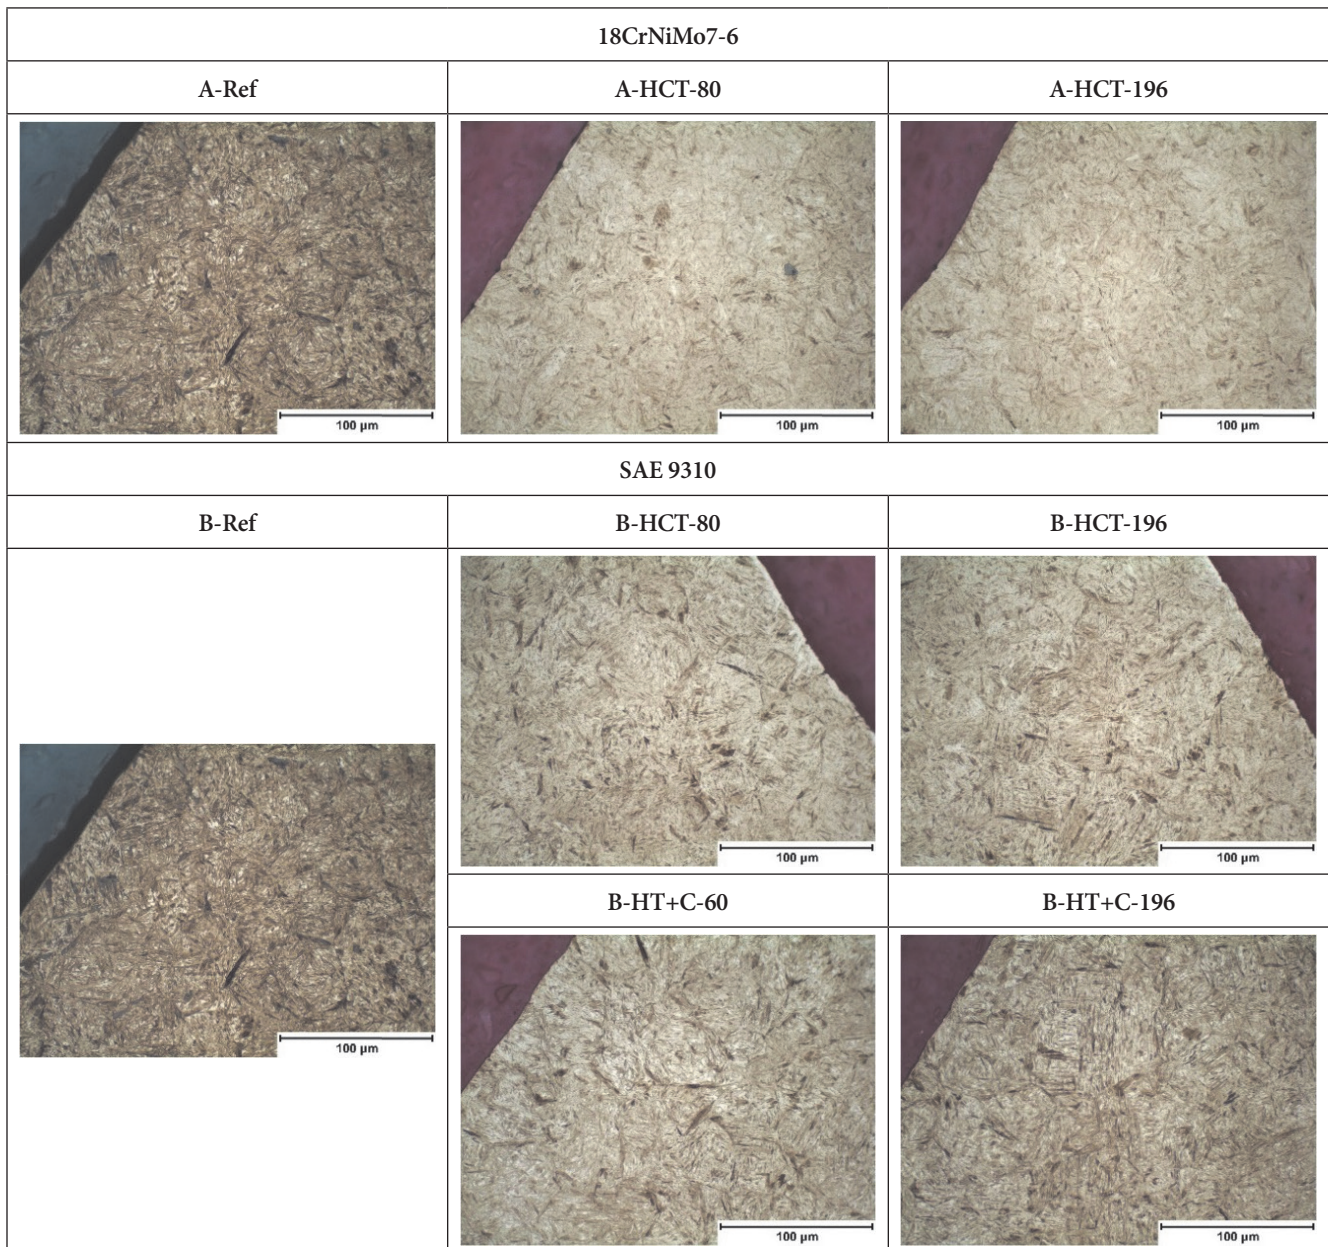 18CrNiMo7-6
A-Ref A-HCT-80 A-HCT-196
100 µm 100 µm 100 µm
SAE 9310
B-Ref B-HCT-80 B-HCT-196
100 µm 100 µm
100 µm
B-HT+C-60 B-HT+C-196
100 µm 100 µm